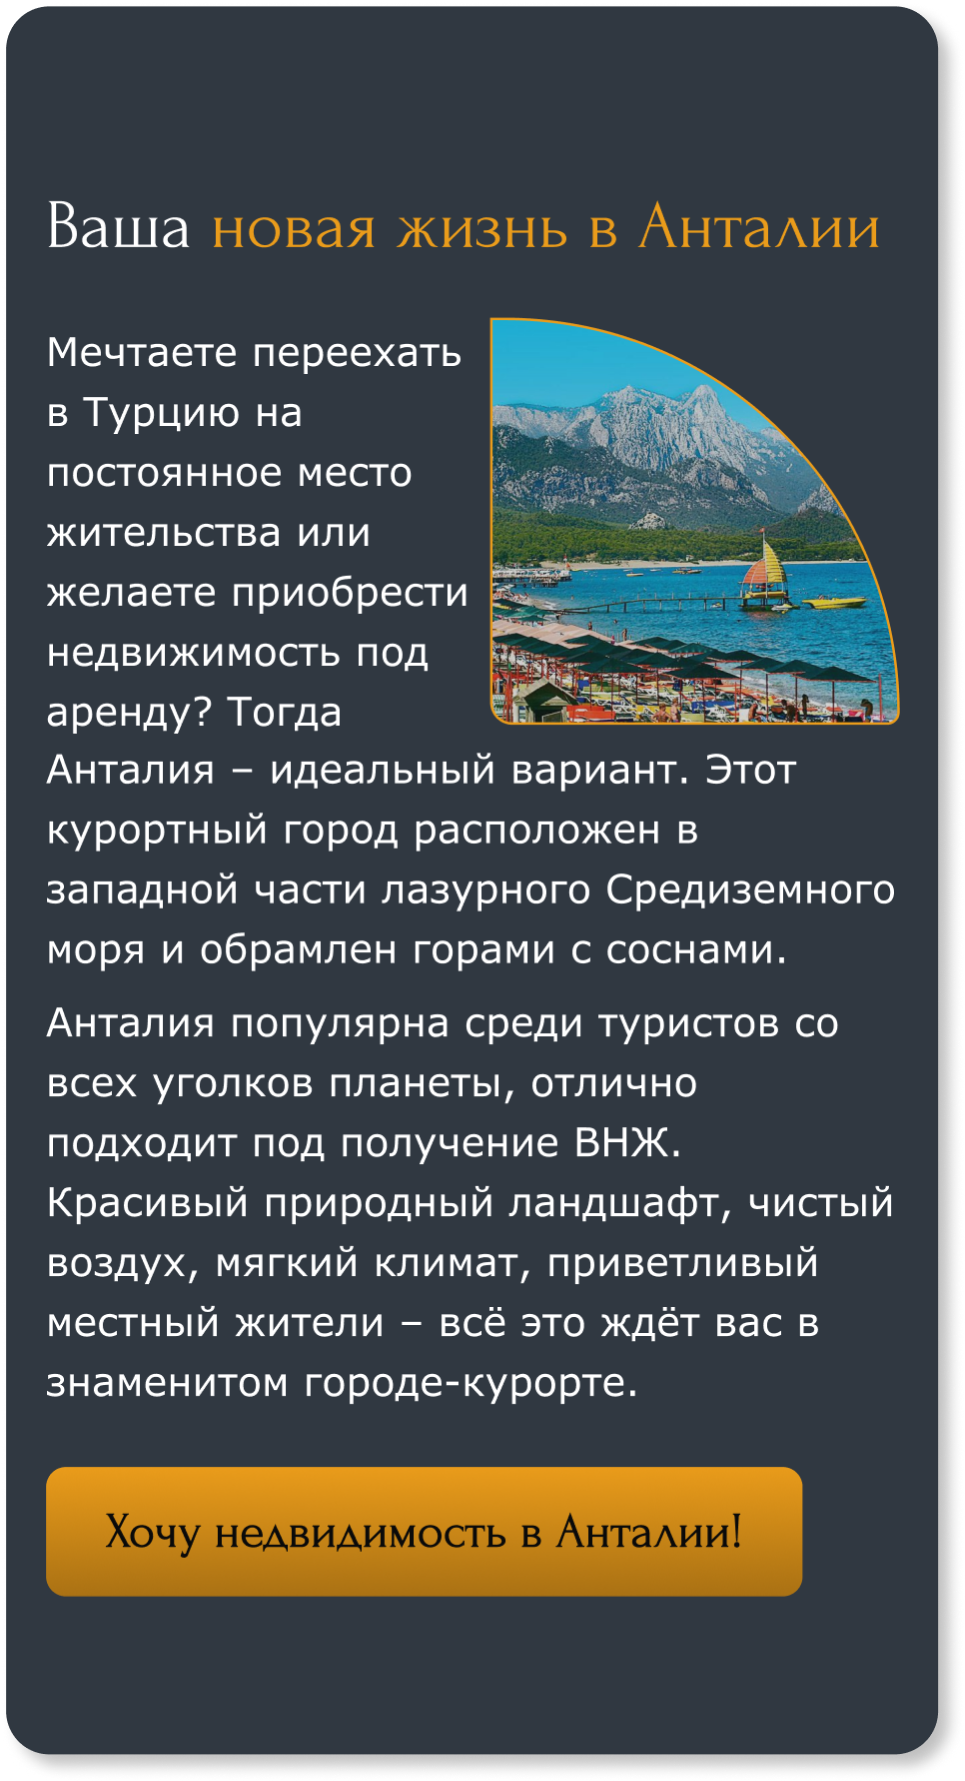 Ваша новая жизнь в Анталии
Мечтаете переехать
в Турцию на
постоянное место
жительства или
желаете приобрести
недвижимость под
аренду? Тогда
Анталия – идеальный вариант. Этот
курортный город расположен в
западной части лазурного Средиземного
моря и обрамлен горами с соснами.
Анталия популярна среди туристов со
всех уголков планеты, отлично
подходит под получение ВНЖ.
Красивый природный ландшафт, чистый
воздух, мягкий климат, приветливый
местный жители – всё это ждёт вас в
знаменитом городе-курорте.
Хочу недвидимость в Анталии!